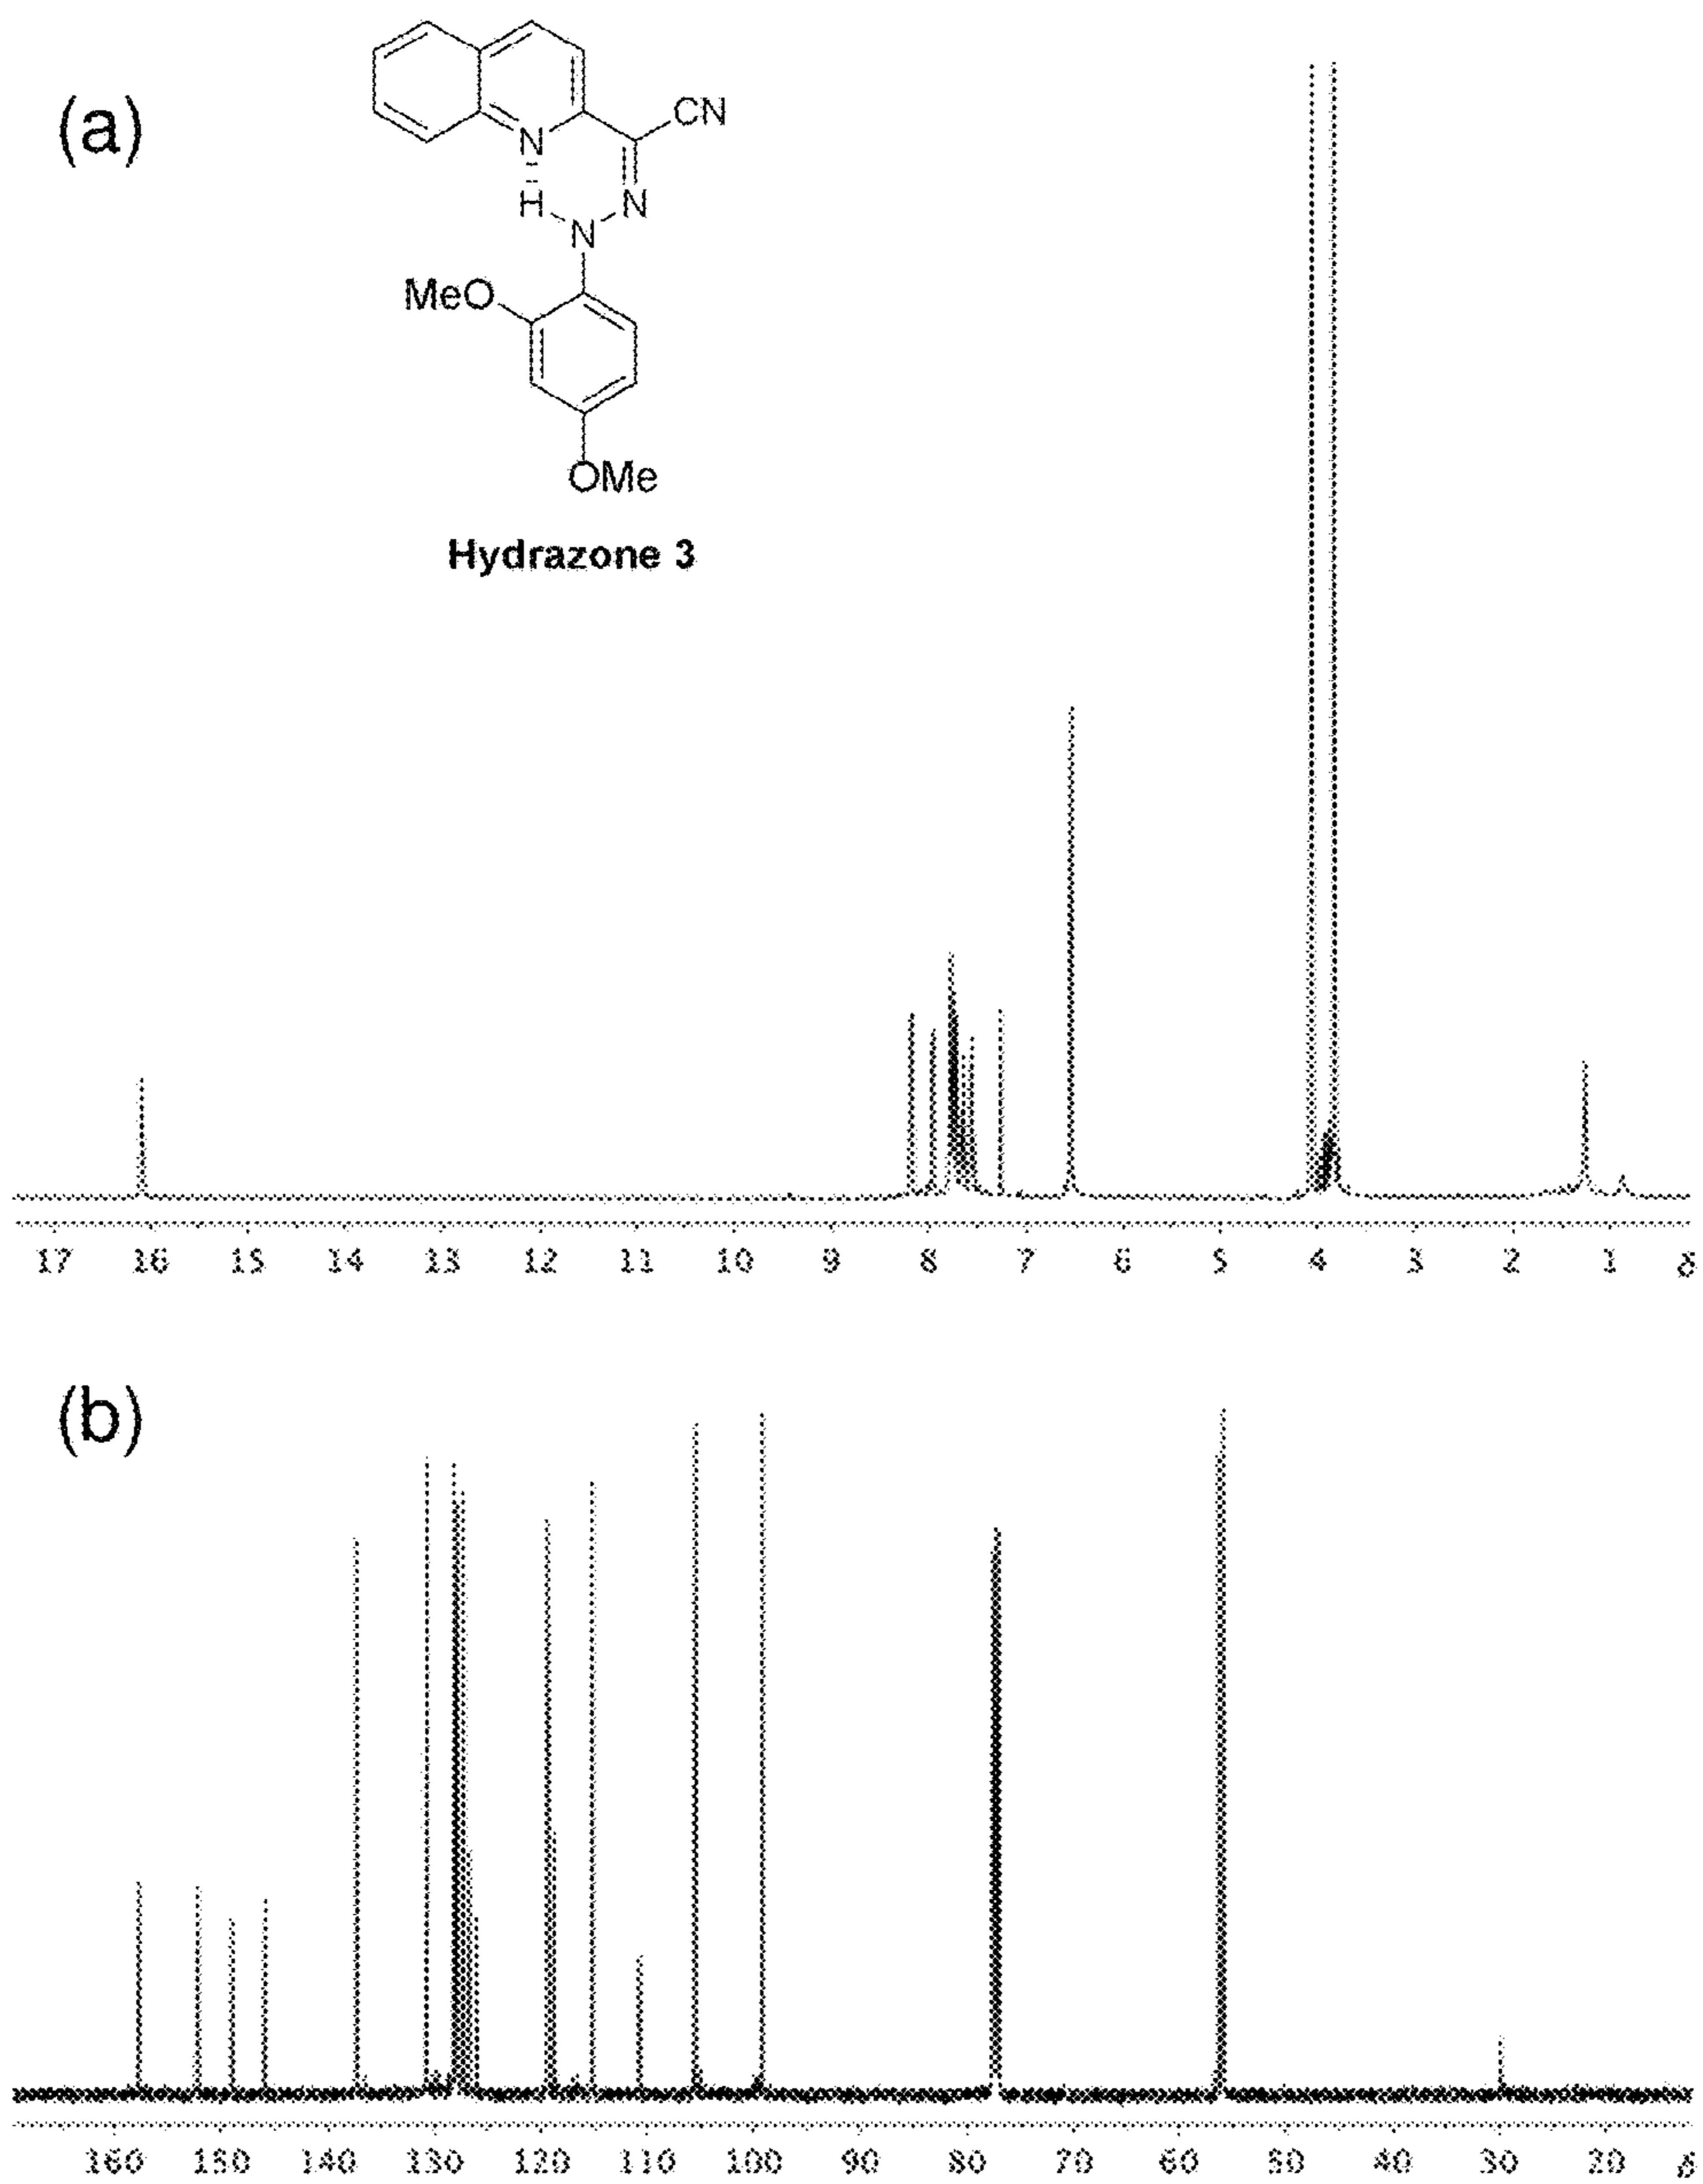 (a)
CN
N
H
N
N
MeO
OMe
Hydrazone 3
17 16 15 14 13 12 11 10 9 8 7 6 5 4 3 2 1 δ
(b)
160 150 140 130 120 110 100 90 80 70 60 50 40 30 20 δ